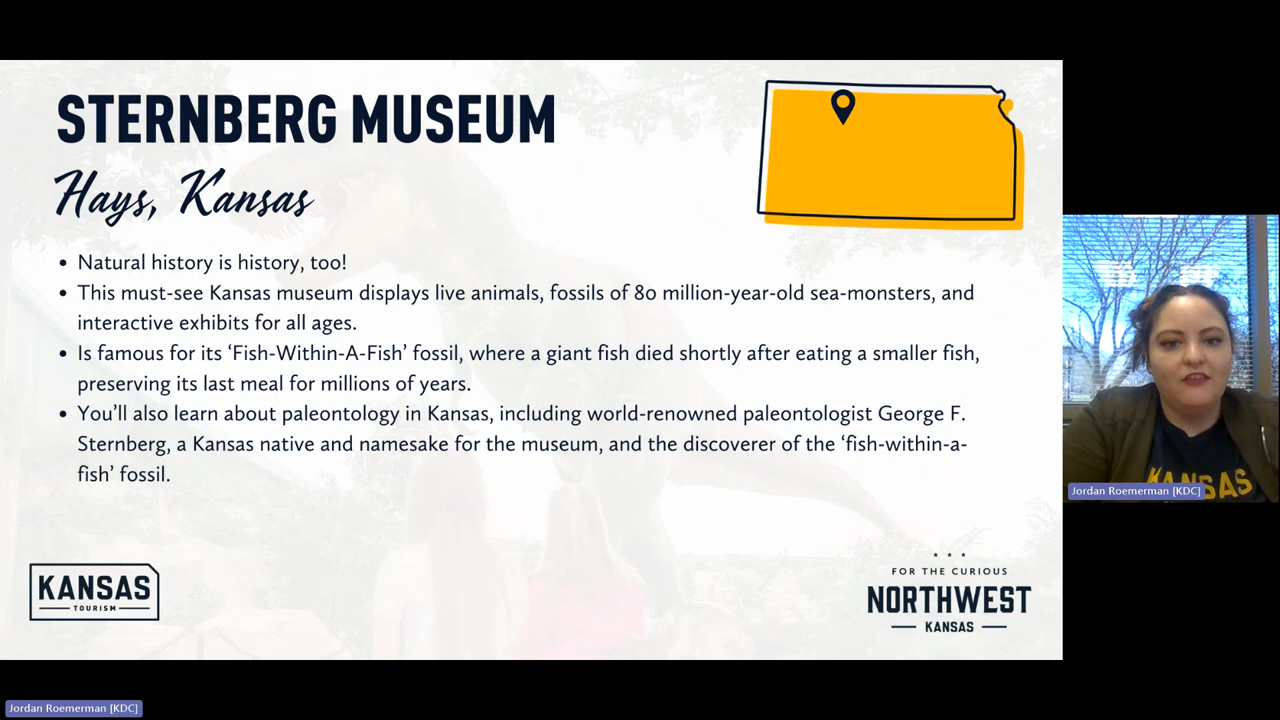 STERNBERG MUSEUM
Hays, Kansas
• Natural history is history, too!
• This must-see Kansas museum displays live animals, fossils of 80 million-year-old sea-monsters, and
interactive exhibits for all ages.
• Is famous for its ‘Fish-Within-A-Fish’ fossil, where a giant fish died shortly after eating a smaller fish,
preserving its last meal for millions of years.
• You’ll also learn about paleontology in Kansas, including world-renowned paleontologist George F.
Sternberg, a Kansas native and namesake for the museum, and the discoverer of the ‘fish-within-a-
fish’ fossil.
KANSAS
TOURISM
FOR THE CURIOUS
NORTHWEST
KANSAS
KANSAS
Jordan Roemerman [KDC]
Jordan Roemerman [KDC]